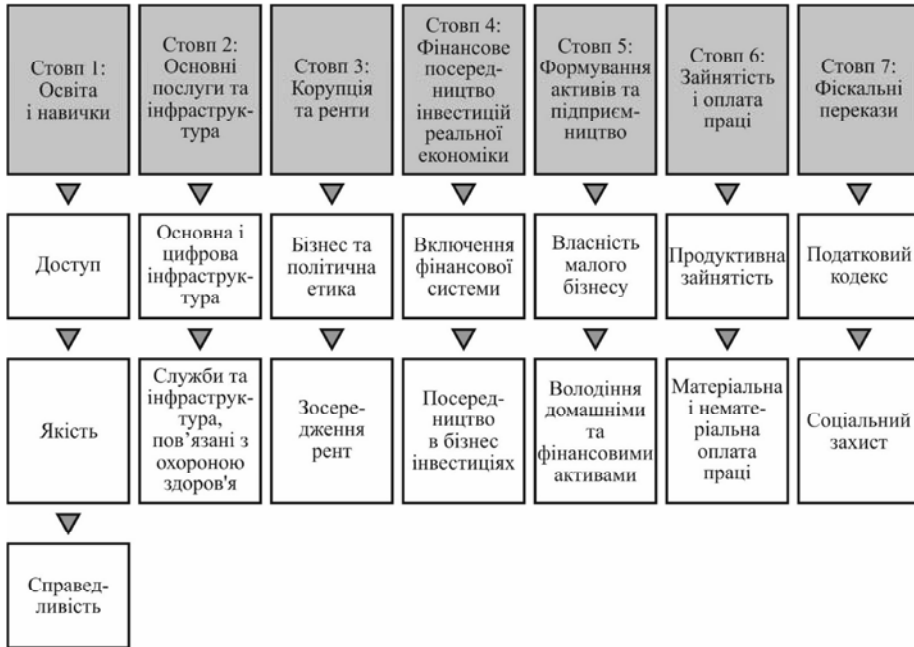 Стовп 1:
Освіта
і навички
Стовп 2:
Основні
послуги та
інфраструк-
тура
Стовп 3:
Корупція
та ренти
Стовп 4:
Фінансове
посеред-
ництво
інвестицій
реальної
економіки
Стовп 5:
Формування
активів та
підприєм-
ництво
Стовп 6:
Зайнятість
і оплата
праці
Стовп 7:
Фіскальні
перекази
Доступ
Основна і
цифрова
інфраструк-
тура
Бізнес та
політична
етика
Включення
фінансової
системи
Власність
малого
бізнесу
Продуктивна
зайнятість
Податковий
кодекс
Якість
Служби та
інфраструк-
тура,
пов’язані з
охороною
здоров'я
Зосере-
дження
рент
Посеред-
ництво
в бізнес
інвестиціях
Володіння
домашніми
та
фінансовими
активами
Матеріальна
і немате-
ріальна
оплата
праці
Соціальний
захист
Справед-
ливість